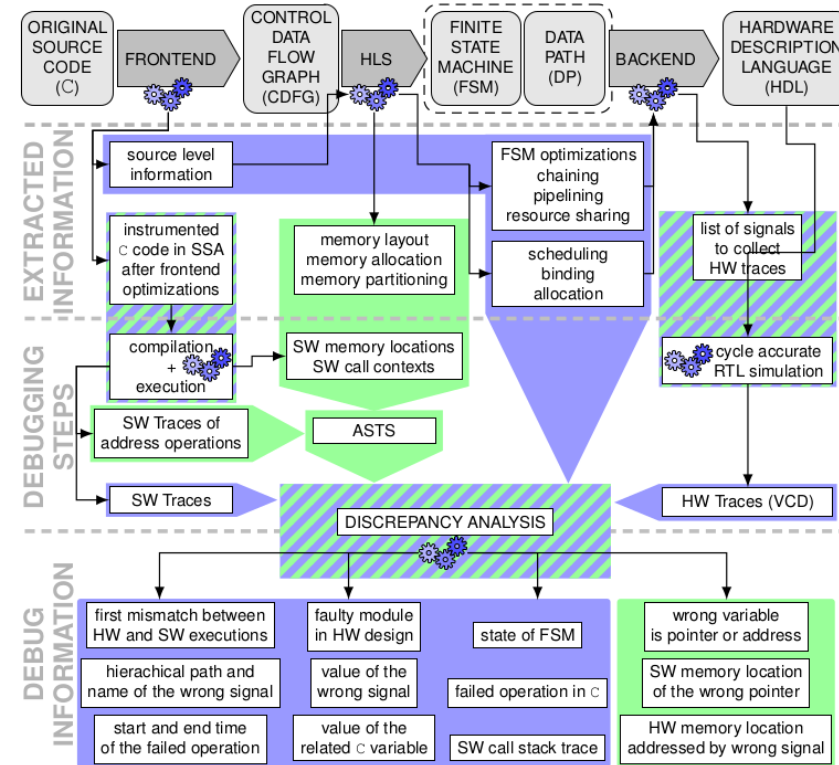 ORIGINAL
SOURCE
CODE
(C)
FRONTEND
CONTROL
DATA
FLOW
GRAPH
(CDFG)
HLS
FINITE
STATE
MACHINE
(FSM)
DATA
PATH
(DP)
BACKEND
HARDWARE
DESCRIPTION
LANGUAGE
(HDL)
EXTRACTED
INFORMATION
source level
information
FSM optimizations
chaining
pipelining
resource sharing
instrumented
C code in SSA
after frontend
optimizations
memory layout
memory allocation
memory partitioning
scheduling
binding
allocation
list of signals
to collect
HW traces
DEBUGGING
STEPS
compilation
+
execution
SW memory locations
SW call contexts
cycle accurate
RTL simulation
SW Traces of
address operations
ASTS
SW Traces
HW Traces (VCD)
DISCREPANCY ANALYSIS
DEBUG
INFORMATION
first mismatch between
HW and SW executions
faulty module
in HW design
state of FSM
wrong variable
is pointer or address
hierachical path and
name of the wrong signal
value of the
wrong signal
failed operation in C
SW memory location
of the wrong pointer
start and end time
of the failed operation
value of the
related C variable
SW call stack trace
HW memory location
addressed by wrong signal